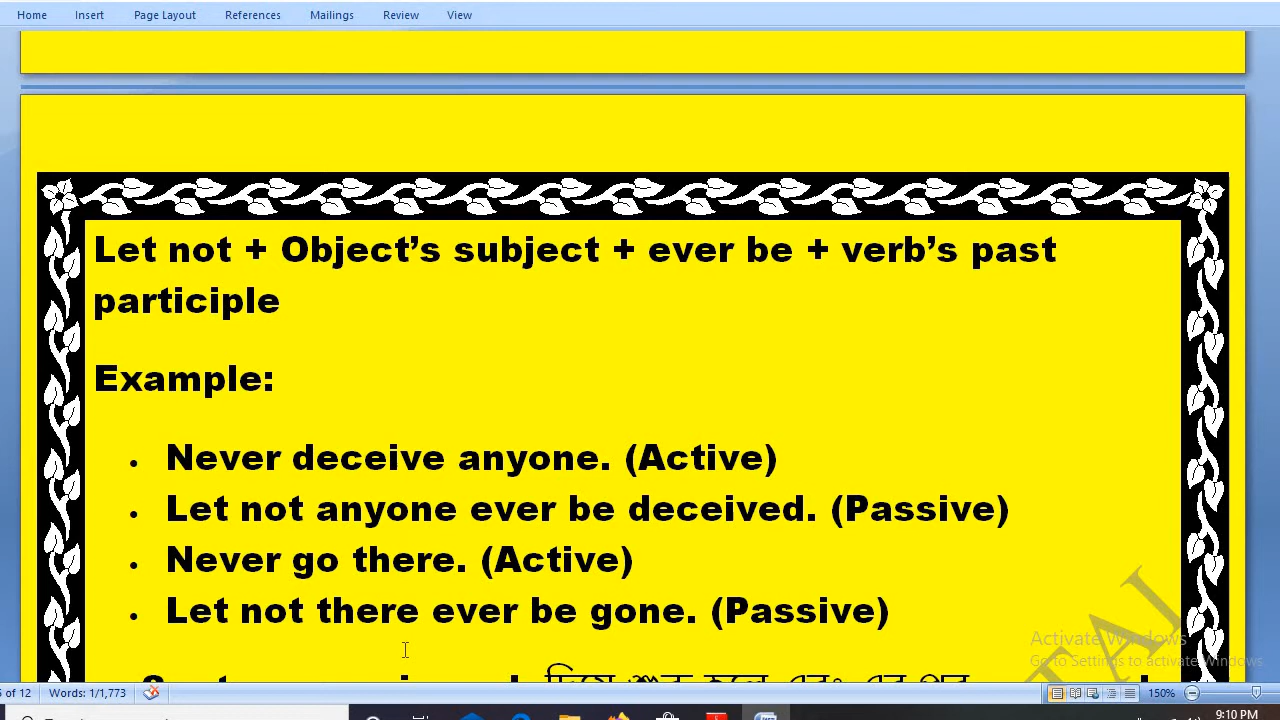 Home Insert Page Layout References Mailings Review View
Let not + Object’s subject + ever be + verb’s past
participle
Example:
• Never deceive anyone. (Active)
• Let not anyone ever be deceived. (Passive)
• Never go there. (Active)
• Let not there ever be gone. (Passive)
TAI
Activate Windows
Go to Settings to activate Windows
of 12 Words: 1/1,773 150%
9:10 PM